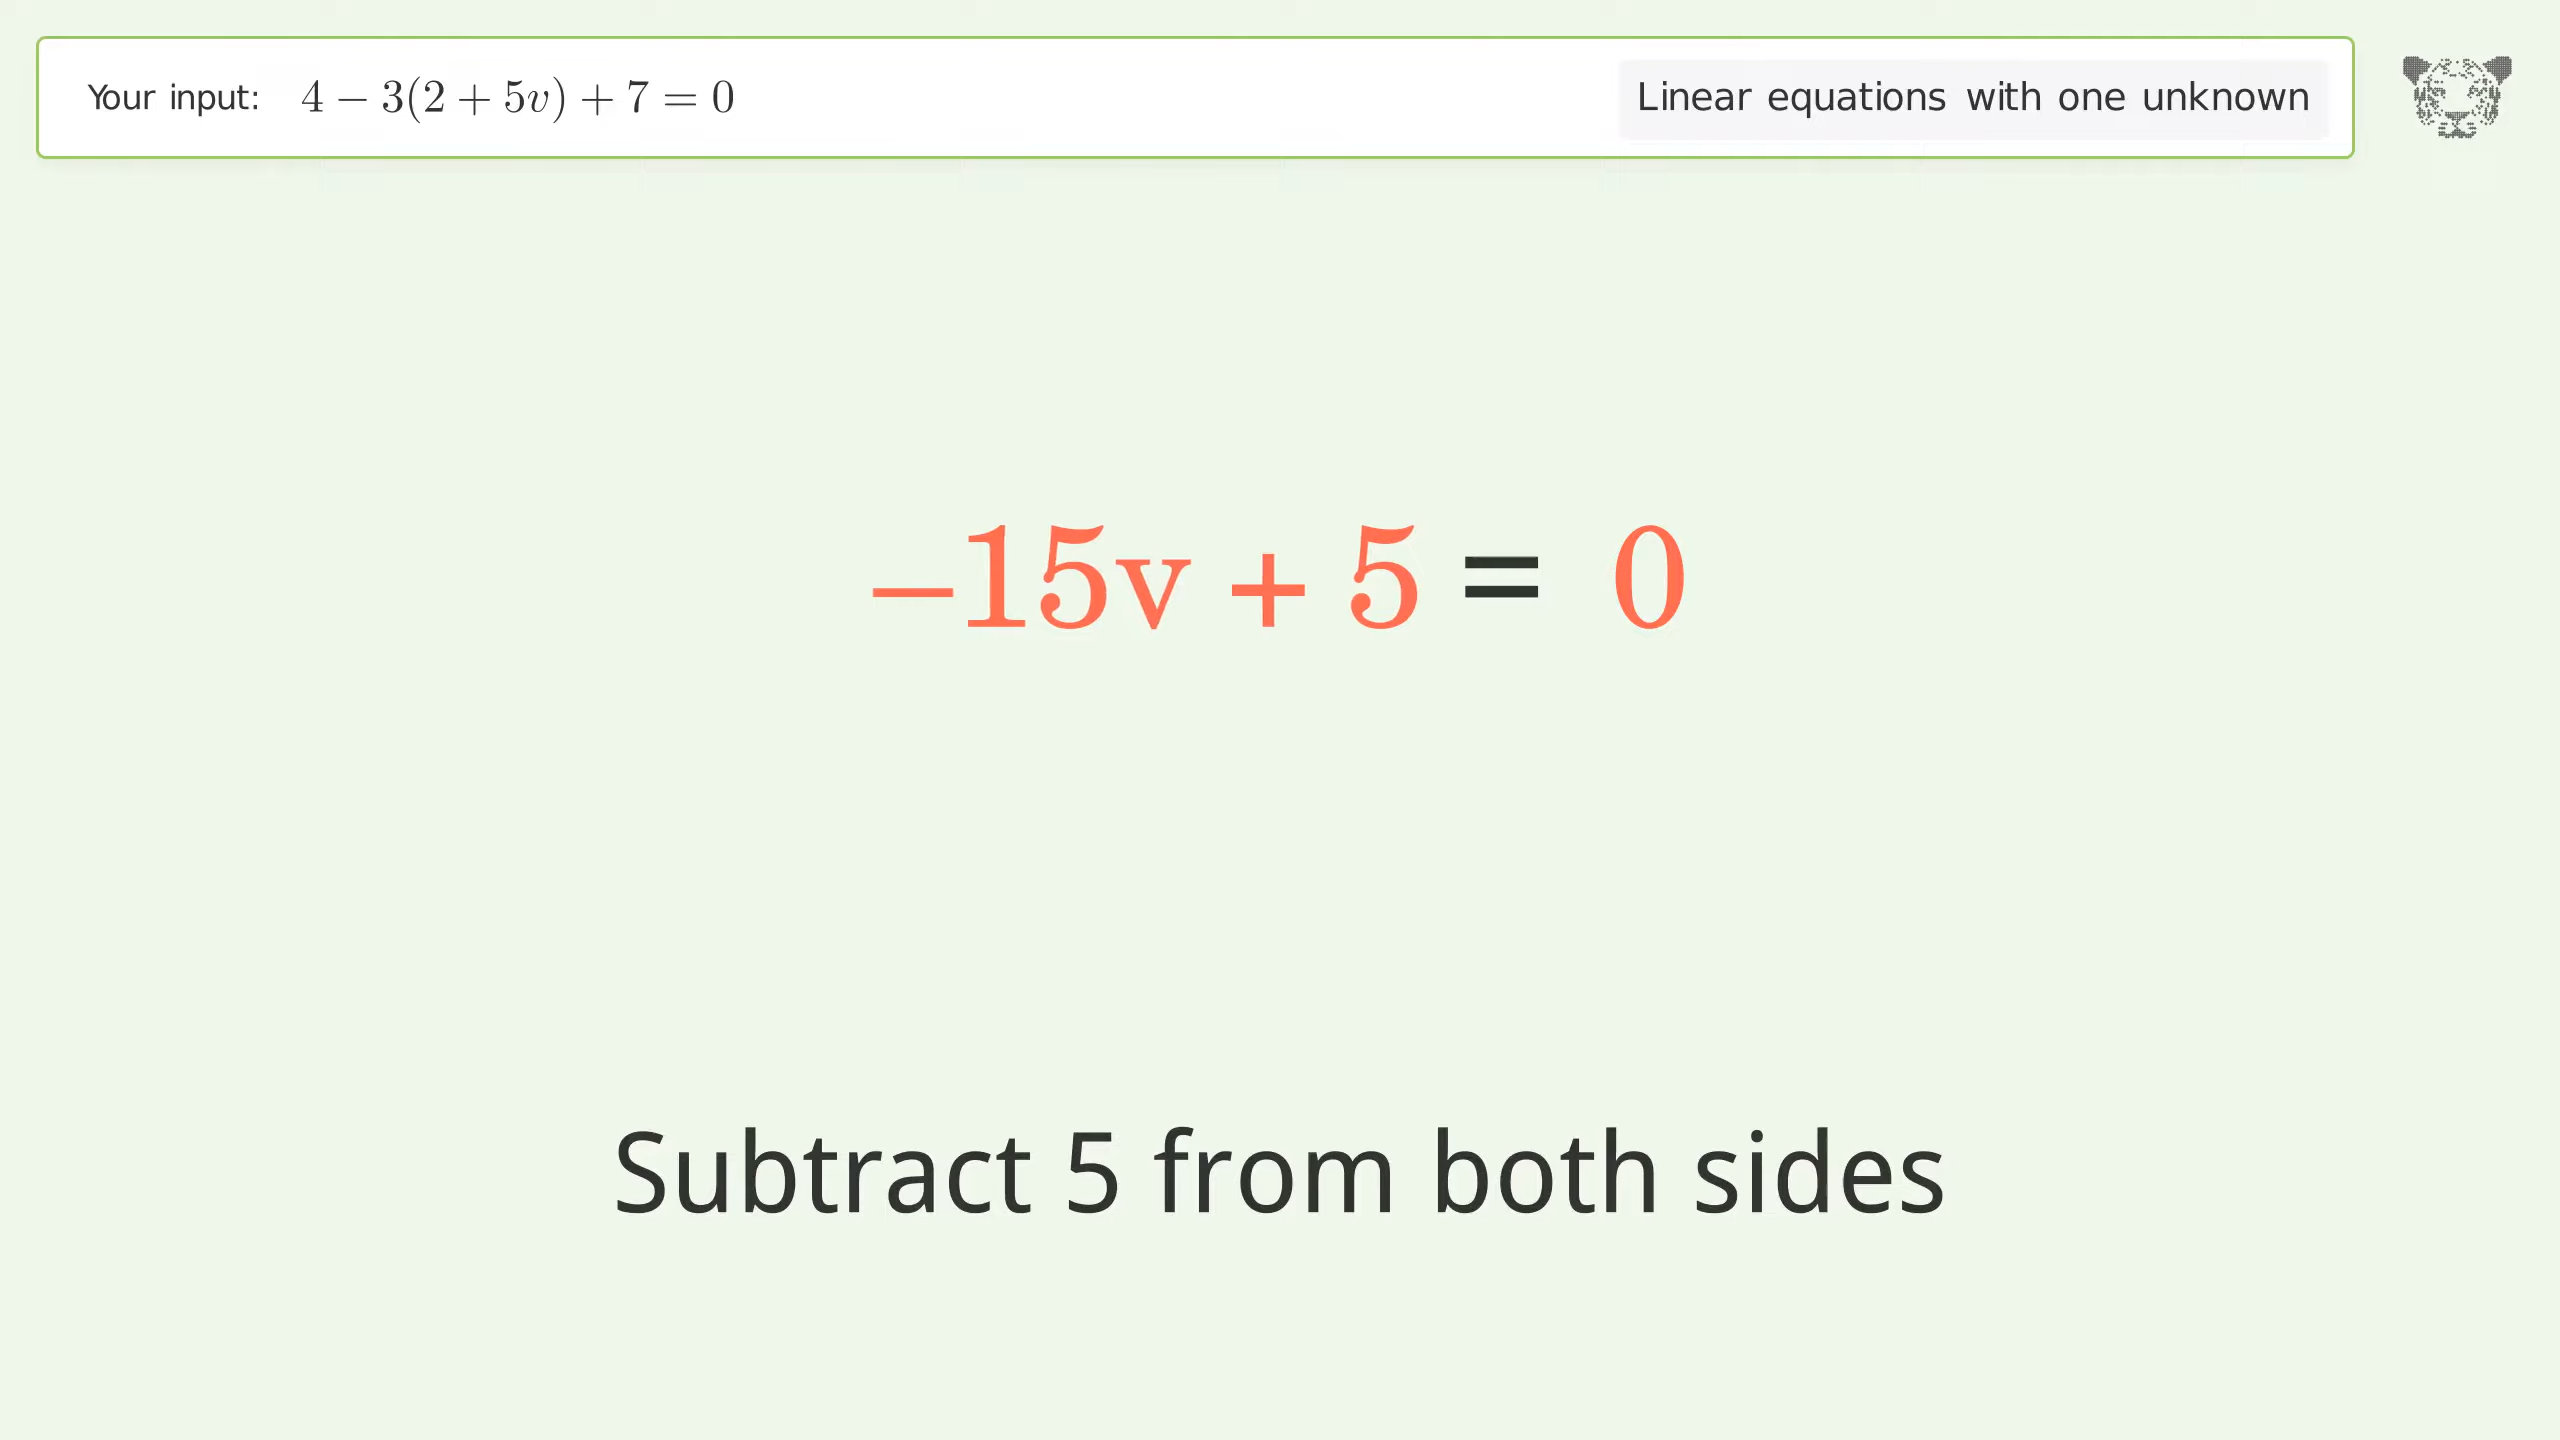 Your input: 4 − 3(2 + 5v) + 7 = 0
Linear equations with one unknown
−15v + 5 = 0
Subtract 5 from both sides